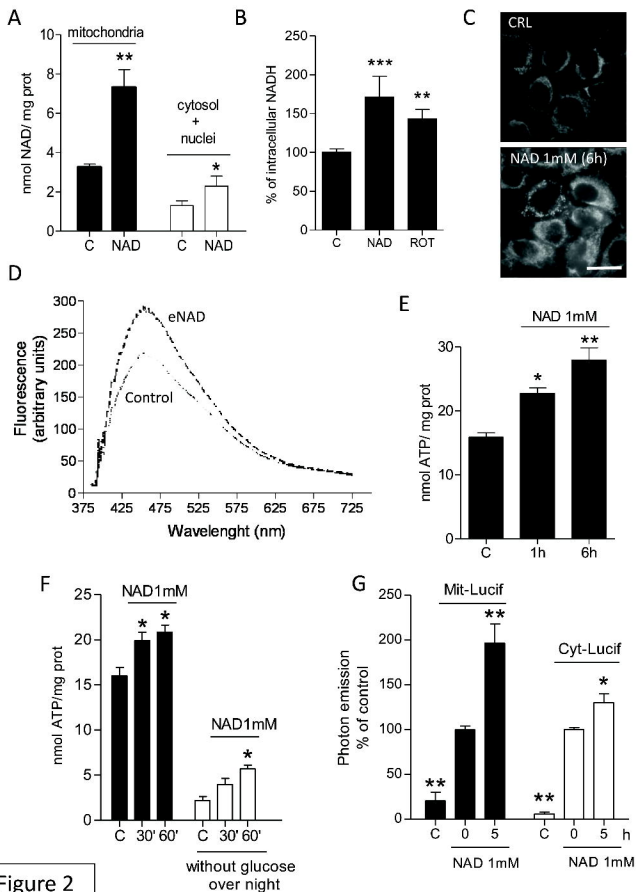 A
mitochondria
**
cytosol
+
nuclei
*
nmol NAD/ mg prot
10
8
6
4
2
0
C NAD C NAD
B
***
**
% of intracellular NADH
250
200
150
100
50
0
C NAD ROT
C
CRL
NAD 1mM (6h)
D
eNAD
Control
Fluorescence
(arbitrary units)
300
250
200
150
100
50
0
375 425 475 525 575 625 675 725
Wavelenght (nm)
E
NAD 1mM
*
**
nmol ATP/ mg prot
30
20
10
0
C 1h 6h
F
NAD1mM
* *
NAD1mM
*
nmol ATP/mg prot
25
20
15
10
5
0
C 30' 60' C 30' 60'
without glucose
over night
G
Mit-Lucif
**
Cyt-Lucif
*
**
**
Photon emission
% of control
250
200
150
100
50
0
C 0 5 C 0 5 h
NAD 1mM NAD 1mM
Figure 2